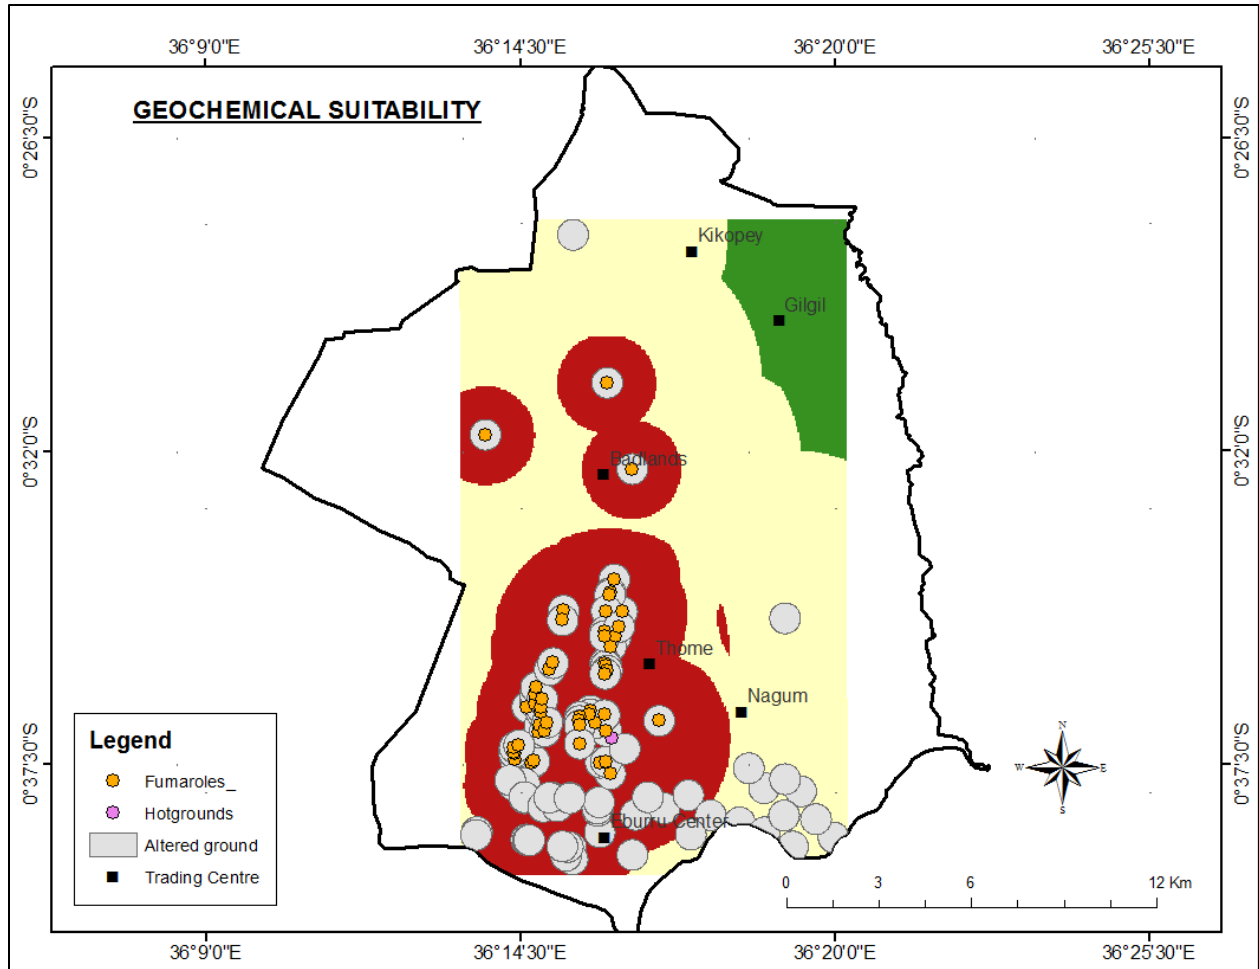 36°9'0"E 36°14'30"E 36°20'0"E 36°25'30"E
GEOCHEMICAL SUITABILITY
0°26'30"S 0°26'30"S
Kikopey
Gilgil
0°32'0"S 0°32'0"S
Badlands
Thome
Nagum
0°37'30"S 0°37'30"S
Eburru Center
Legend
Fumaroles_
Hotgrounds
Altered ground
Trading Centre
N
W E
S
0 3 6 12 Km
36°9'0"E 36°14'30"E 36°20'0"E 36°25'30"E